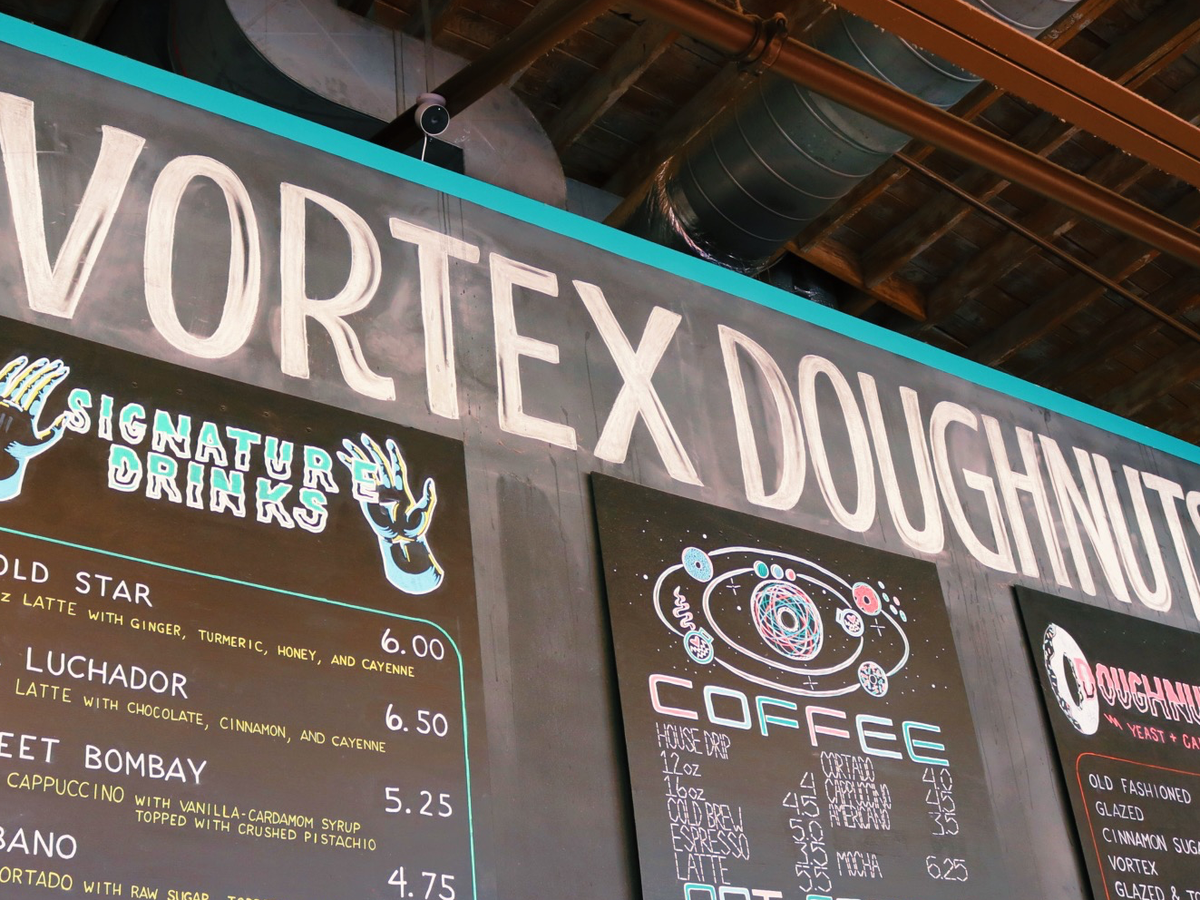 VORTEX DOUGHNUTS
SIGNATURE
DRINKS
OLD STAR
Z LATTE WITH GINGER, TURMERIC, HONEY, AND CAYENNE
6.00
LUCHADOR
LATTE WITH CHOCOLATE, CINNAMON, AND CAYENNE
6.50
EET BOMBAY
CAPPUCCINO WITH VANILLA-CARDAMOM SYRUP
TOPPED WITH CRUSHED PISTACHIO
5.25
BANO
ORTADO WITH RAW SUGAR,
4.75
COFFEE
HOUSE DRIP
12oz
16oz
COLD BREW
ESPRESSO
LATTE
CORTADO
CAPPUCCINO
AMERICANO
MOCHA 6.25
DOUGHNU
W YEAST + CA
OLD FASHIONED
GLAZED
CINNAMON SUGA
VORTEX
GLAZED & TO